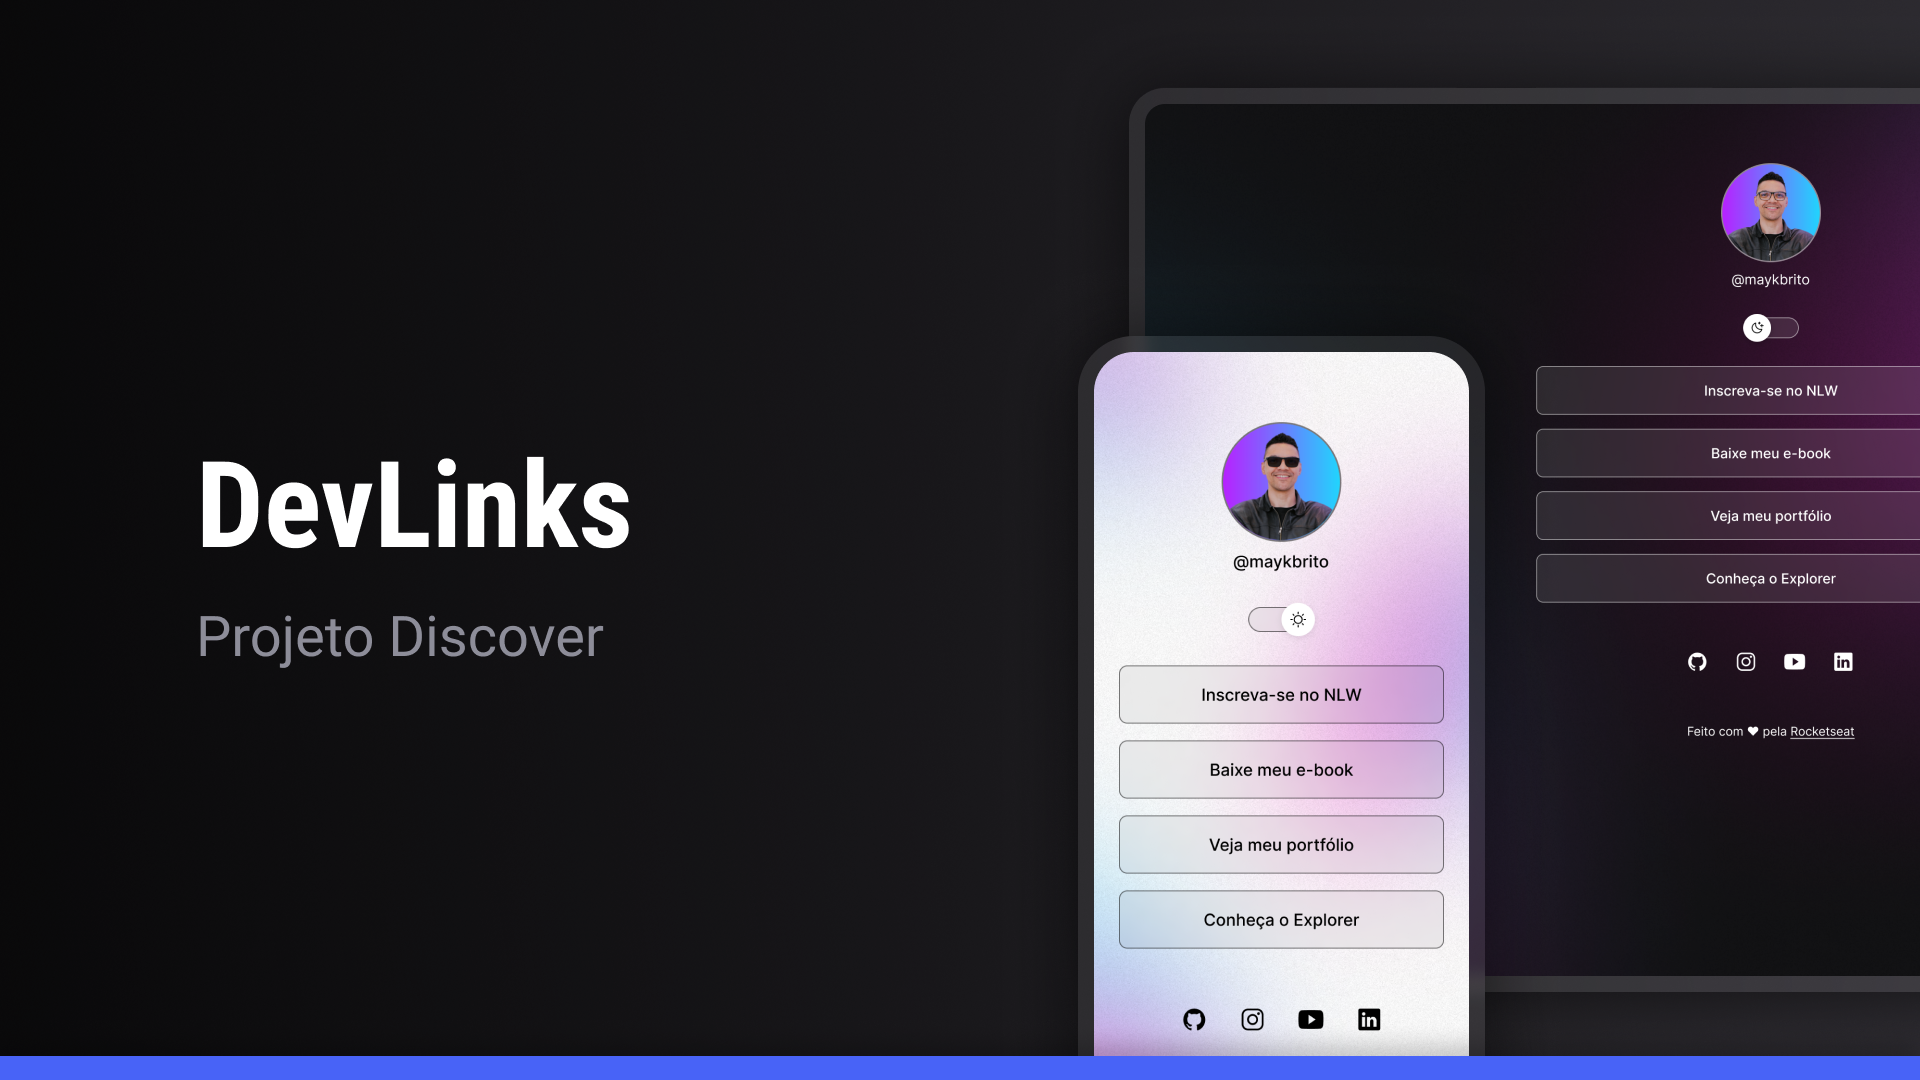 DevLinks
Projeto Discover
@maykbrito
Inscreva-se no NLW
Baixe meu e-book
Veja meu portfólio
Conheça o Explorer
@maykbrito
Inscreva-se no NLW
Baixe meu e-book
Veja meu portfólio
Conheça o Explorer
Feito com ♥ pela Rocketseat